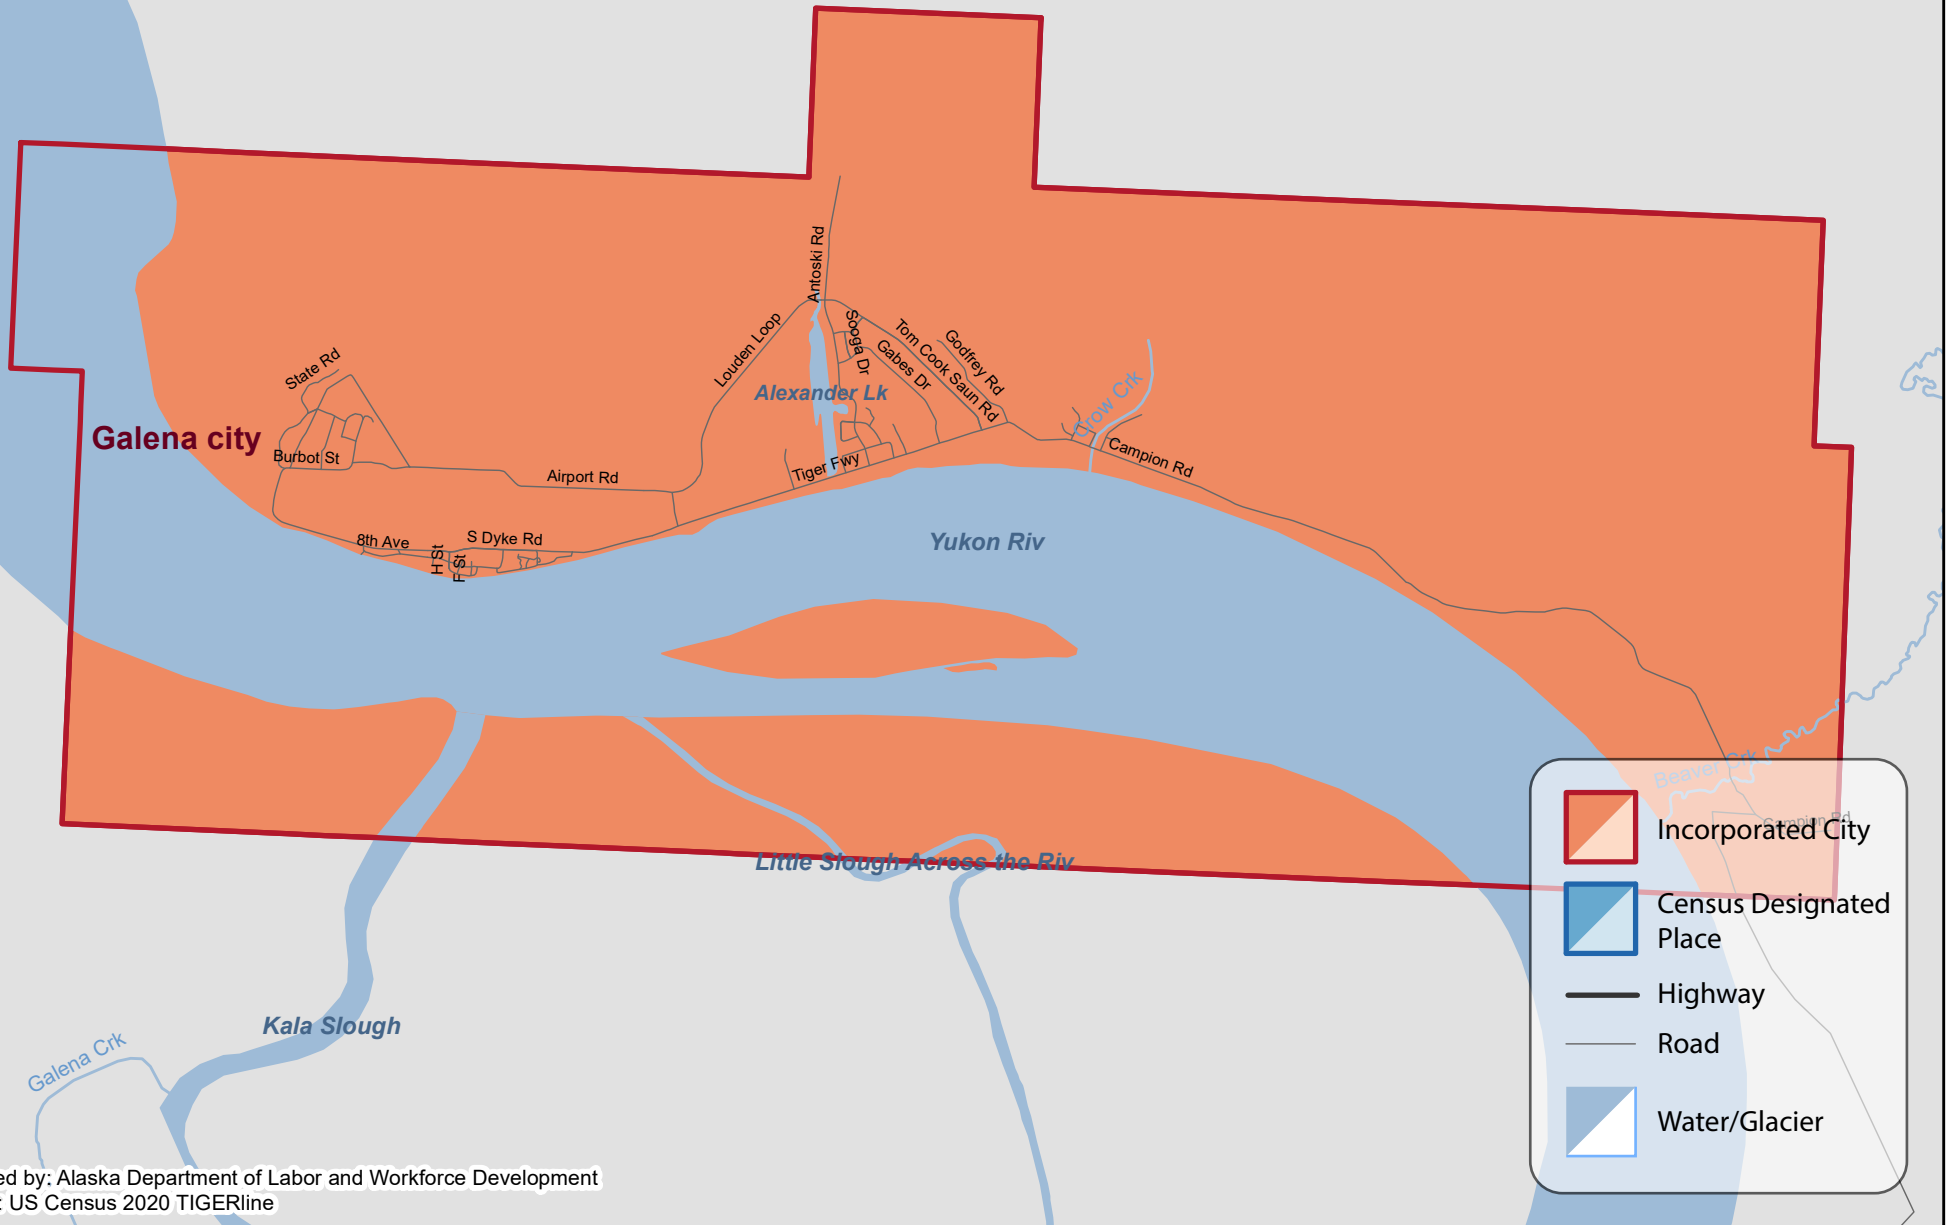 Antoski Rd
Louden Loop
Sooga Dr
Tom Cook Saun Rd
Godfrey Rd
Gabes Dr
State Rd
Alexander Lk
Crow Crk
Galena city
Burbot St
Airport Rd
Tiger Fwy
Campion Rd
8th Ave
H St
F St
S Dyke Rd
Yukon Riv
Beaver Crk
Campion Rd
Little Slough Across the Riv
Kala Slough
Galena Crk
Incorporated City
Census Designated
Place
Highway
Road
Water/Glacier
ed by: Alaska Department of Labor and Workforce Development
: US Census 2020 TIGERline